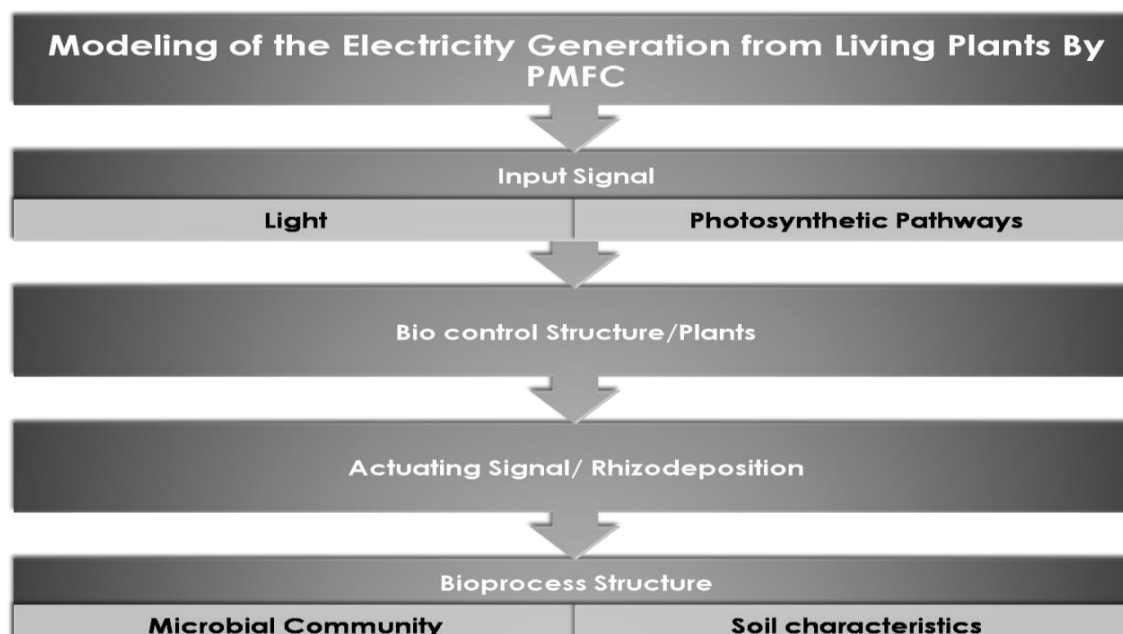 Modeling of the Electricity Generation from Living Plants By
PMFC
Input Signal
Light
Photosynthetic Pathways
Bio control Structure/Plants
Actuating Signal/ Rhizodeposition
Bioprocess Structure
Microbial Community
Soil characteristics